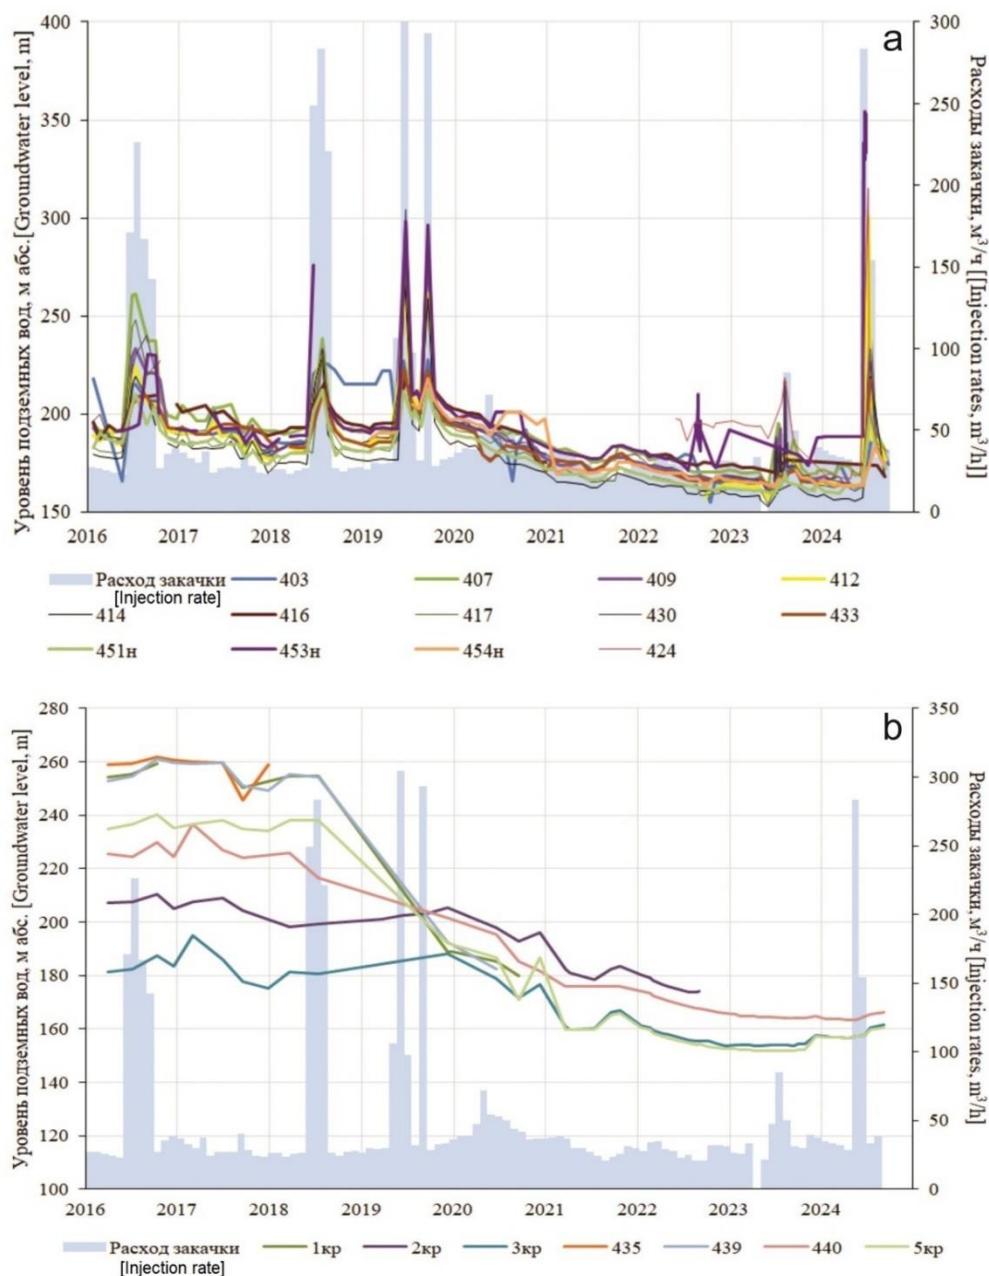 a
Уровень подземных вод, м абс.[Groundwater level, m]
400
350
300
250
200
150
300
250
200
150
100
50
0
Расходы закачки, м³/ч [[Injection rates, m³/h]]
2016 2017 2018 2019 2020 2021 2022 2023 2024
Расход закачки 403 407 409 412
[Injection rate]
414 416 417 430 433
451н 453н 454н 424
b
Уровень подземных вод, м абс. [Groundwater level, m]
280
260
240
220
200
180
160
140
120
100
350
300
250
200
150
100
50
0
Расходы закачки, м³/ч [Injection rates, m³/h]
2016 2017 2018 2019 2020 2021 2022 2023 2024
Расход закачки 1кр 2кр 3кр 435 439 440 5кр
[Injection rate]